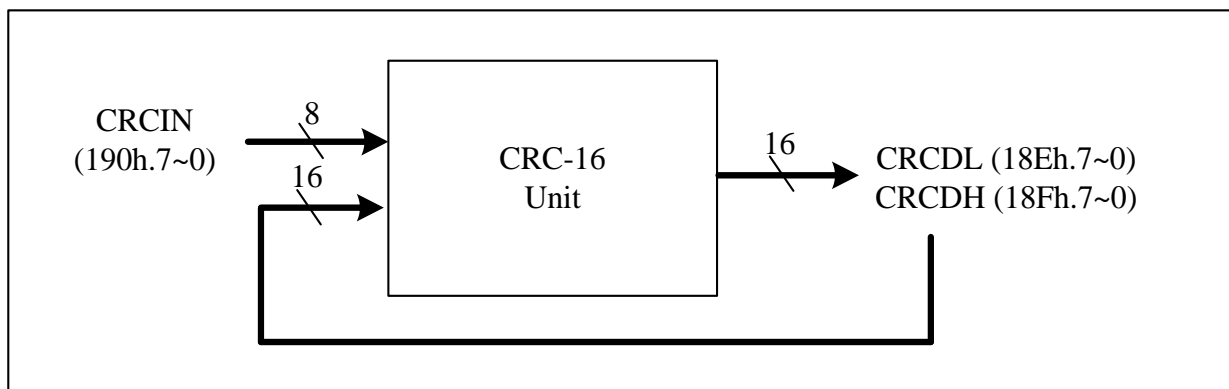 CRCIN
(190h.7~0)
8
16
CRC-16
Unit
16
CRCDL (18Eh.7~0)
CRCDH (18Fh.7~0)